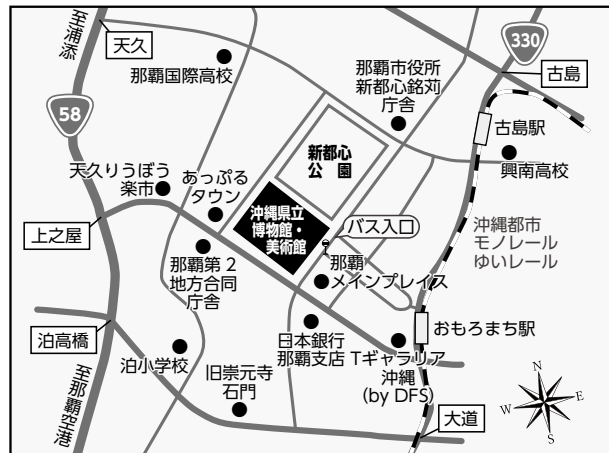 至浦添
天久
那覇国際高校
330
古島
那覇市役所
新都心銘苅
庁舎
58
新都心
公園
古島駅
興南高校
天久りうぼう
楽市
あっぷる
タウン
沖縄県立
博物館・
美術館
バス入口
上之屋
沖縄都市
モノレール
ゆいレール
那覇第2
地方合同
庁舎
那覇
メインプレイス
泊高橋
おもろまち駅
泊小学校
日本銀行
那覇支店
Tギャラリア
沖縄
(by DFS)
旧崇元寺
石門
至那覇空港
大道
N
W
E
S